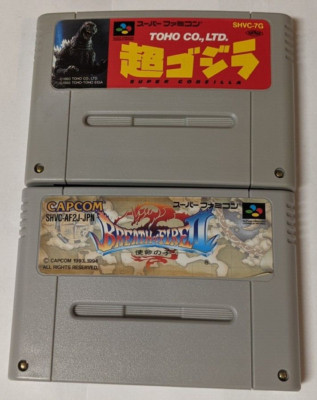 スーパーファミコン
SHVC-7G
TOHO CO., LTD.
超ゴジラ
SUPER GODZILLA
CAPCOM
SHVC-AF2J-JPN
スーパーファミコン
BREATH OF FIRE II
使命の子
© CAPCOM 1993,1994
ALL RIGHTS RESERVED.